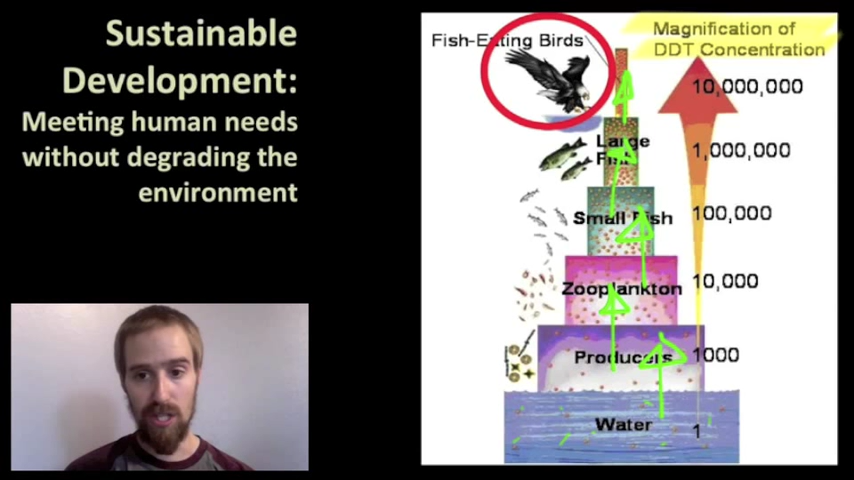 Sustainable
Development:
Meeting human needs
without degrading the
environment
Fish-Eating Birds
Magnification of
DDT Concentration
10,000,000
Large
Fish
1,000,000
Small Fish
100,000
Zooplankton
10,000
Producers
1000
Water
1